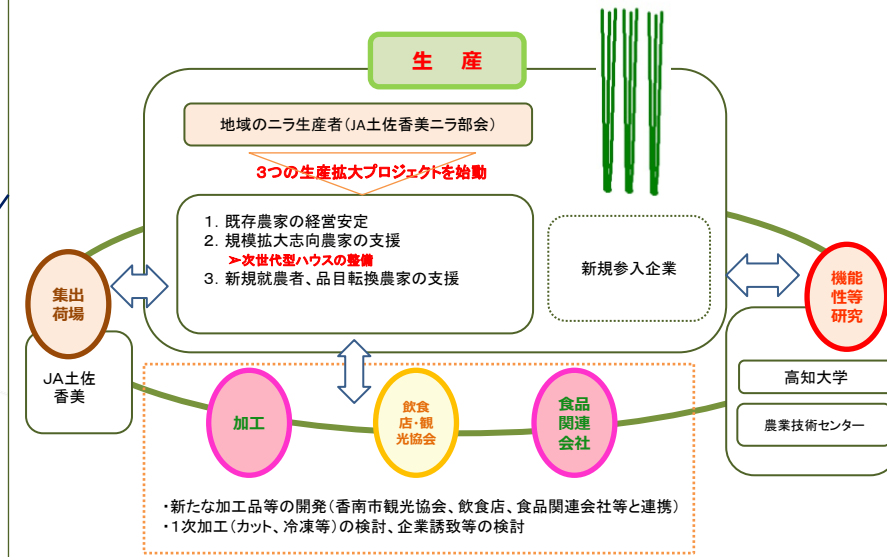 生 産
地域のニラ生産者(JA土佐香美ニラ部会)
3つの生産拡大プロジェクトを始動
1. 既存農家の経営安定
2. 規模拡大志向農家の支援
➢次世代型ハウスの整備
3. 新規就農者、品目転換農家の支援
新規参入企業
集出
荷場
JA土佐
香美
機能
性等
研究
高知大学
農業技術センター
加工
飲食
店・観
光協会
食品
関連
会社
・新たな加工品等の開発(香南市観光協会、飲食店、食品関連会社等と連携)
・1次加工(カット、冷凍等)の検討、企業誘致等の検討